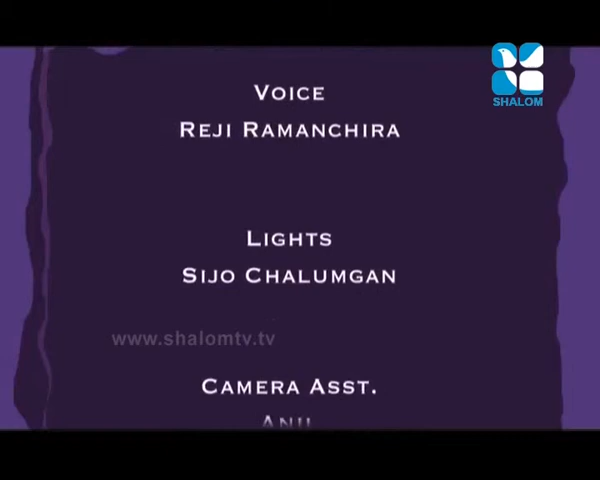 VOICE
REJI RAMANCHIRA
SHALOM
LIGHTS
SIJO CHALUMGAN
www.shalomtv.tv
CAMERA ASST.